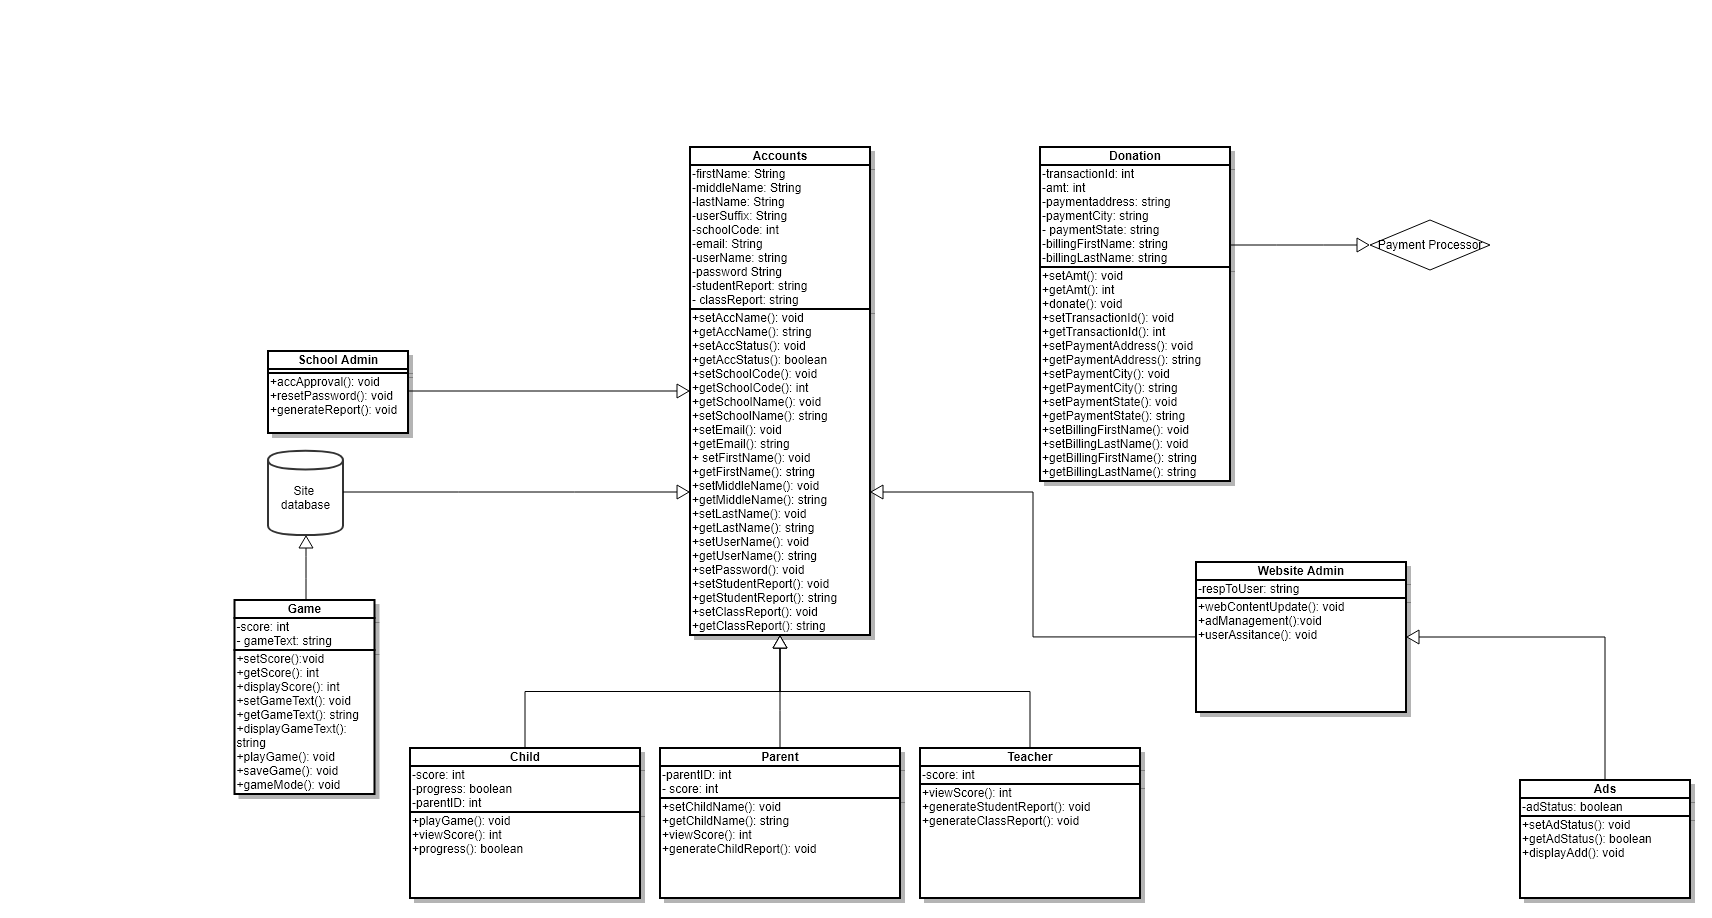 Accounts
-firstName: String
-middleName: String
-lastName: String
-userSuffix: String
-schoolCode: int
-email: String
-userName: string
-password String
-studentReport: string
- classReport: string
+setAccName(): void
+getAccName(): string
+setAccStatus(): void
+getAccStatus(): boolean
+setSchoolCode(): void
+getSchoolCode(): int
+getSchoolName(): void
+setSchoolName(): string
+setEmail(): void
+getEmail(): string
+ setFirstName(): void
+getFirstName(): string
+setMiddleName(): void
+getMiddleName(): string
+setLastName(): void
+getLastName(): string
+setUserName(): void
+getUserName(): string
+setPassword(): void
+setStudentReport(): void
+getStudentReport(): string
+setClassReport(): void
+getClassReport(): string
Donation
-transactionId: int
-amt: int
-paymentaddress: string
-paymentCity: string
- paymentState: string
-billingFirstName: string
-billingLastName: string
+setAmt(): void
+getAmt(): int
+donate(): void
+setTransactionId(): void
+getTransactionId(): int
+setPaymentAddress(): void
+getPaymentAddress(): string
+setPaymentCity(): void
+getPaymentCity(): string
+setPaymentState(): void
+getPaymentState(): string
+setBillingFirstName(): void
+setBillingLastName(): void
+getBillingFirstName(): string
+getBillingLastName(): string
Payment Processor
School Admin
+accApproval(): void
+resetPassword(): void
+generateReport(): void
Site
database
Game
-score: int
- gameText: string
+setScore():void
+getScore(): int
+displayScore(): int
+setGameText(): void
+getGameText(): string
+displayGameText():
string
+playGame(): void
+saveGame(): void
+gameMode(): void
Website Admin
-respToUser: string
+webContentUpdate(): void
+adManagement():void
+userAssitance(): void
Child
-score: int
-progress: boolean
-parentID: int
+playGame(): void
+viewScore(): int
+progress(): boolean
Parent
-parentID: int
- score: int
+setChildName(): void
+getChildName(): string
+viewScore(): int
+generateChildReport(): void
Teacher
-score: int
+viewScore(): int
+generateStudentReport(): void
+generateClassReport(): void
Ads
-adStatus: boolean
+setAdStatus(): void
+getAdStatus(): boolean
+displayAdd(): void